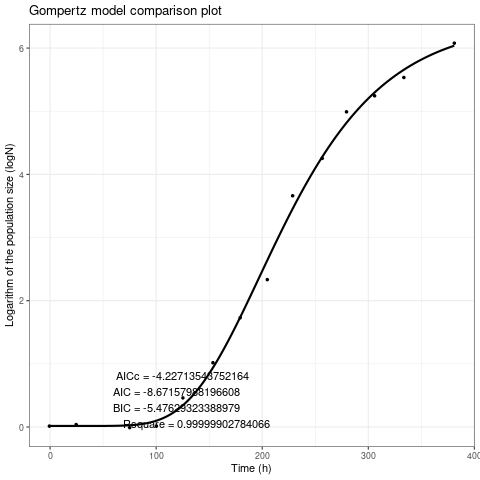 Gompertz model comparison plot
6
4
2
0
Logarithm of the population size (logN)
AICc = -4.22713543752164
AIC = -8.67157988196608
BIC = -5.47629323388979
Rsquare = 0.99999902784066
0 100 200 300 400
Time (h)